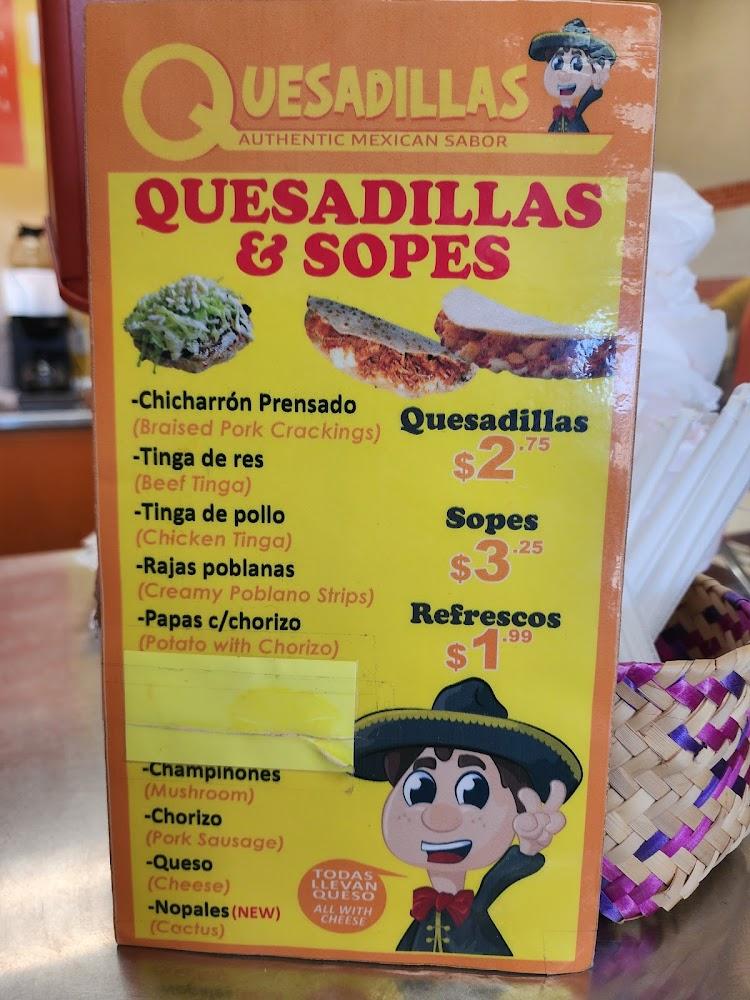 QUESADILLAS
AUTHENTIC MEXICAN SABOR
QUESADILLAS
& SOPES
-Chicharrón Prensado
(Braised Pork Crackings)
-Tinga de res
(Beef Tinga)
-Tinga de pollo
(Chicken Tinga)
-Rajas poblanas
(Creamy Poblano Strips)
-Papas c/chorizo
(Potato with Chorizo)
-Champiñones
(Mushroom)
-Chorizo
(Pork Sausage)
-Queso
(Cheese)
-Nopales (NEW)
(Cactus)
Quesadillas
$2.75
Sopes
$3.25
Refrescos
$1.99
TODAS
LLEVAN
QUESO
ALL WITH
CHEESE